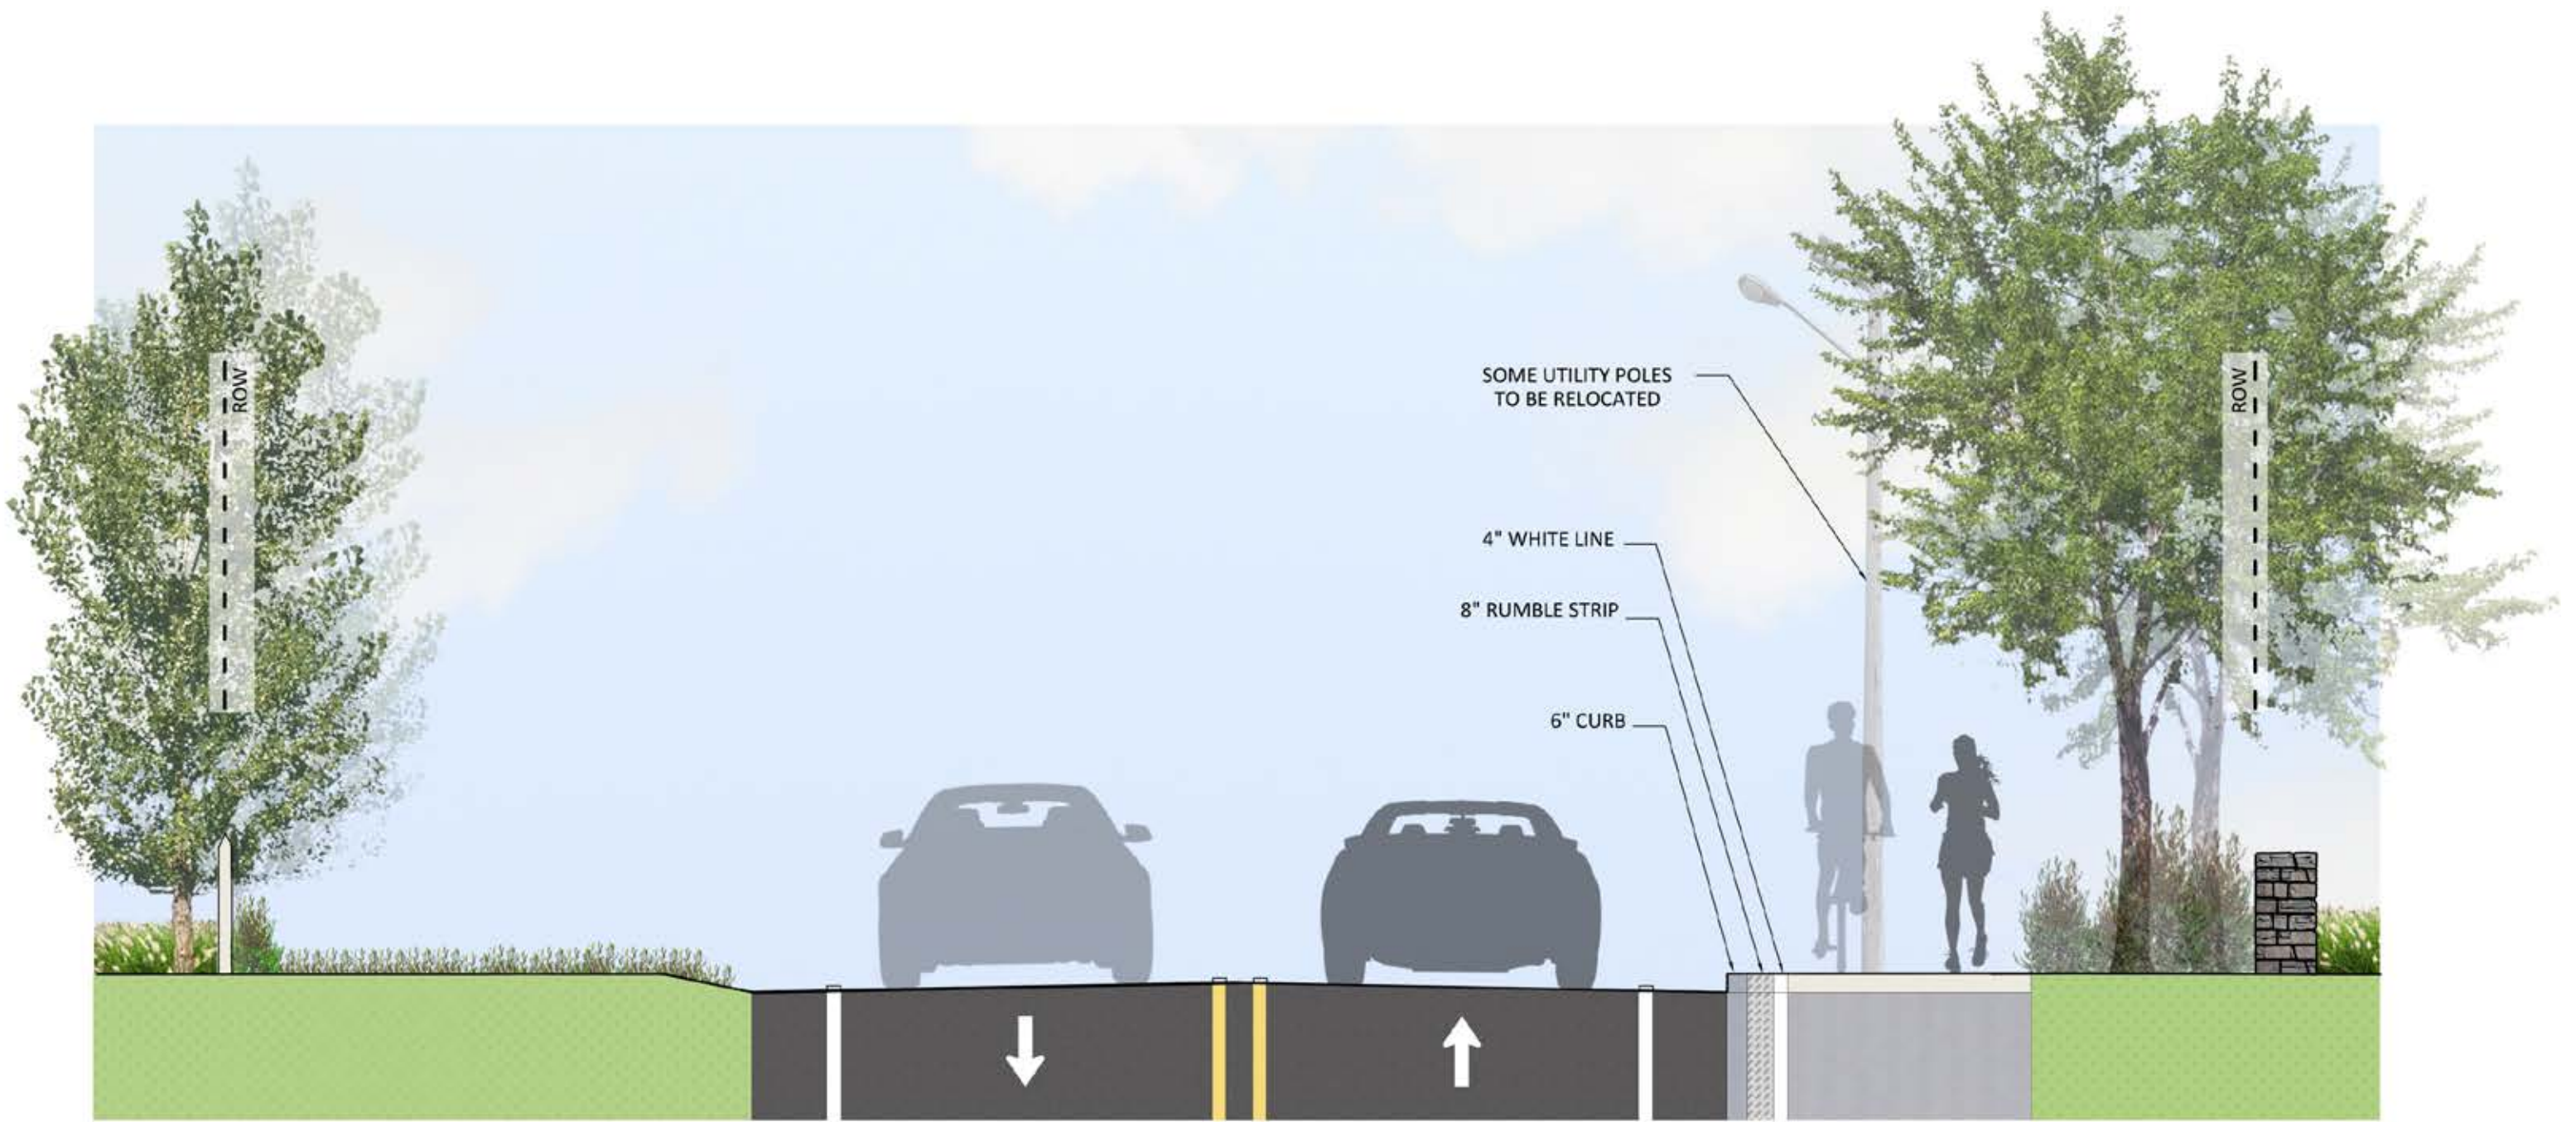 ROW
SOME UTILITY POLES
TO BE RELOCATED
ROW
4" WHITE LINE
8" RUMBLE STRIP
6" CURB